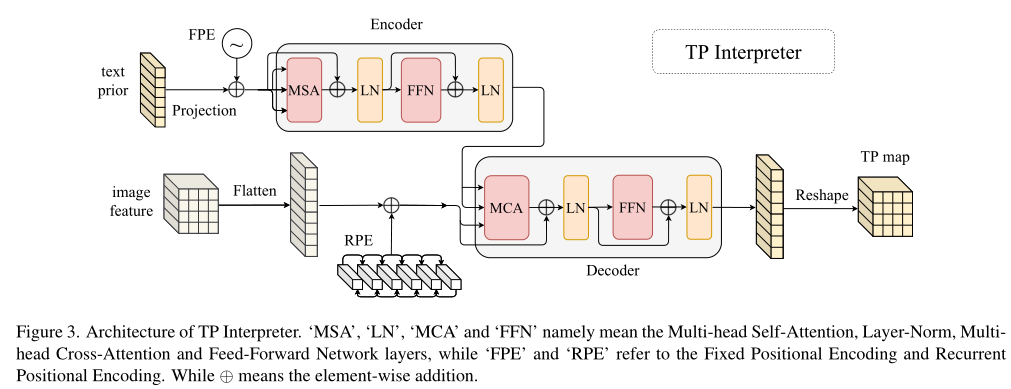 Encoder
FPE
~
TP Interpreter
text
prior
Projection
MSA
LN
FFN
LN
image
feature
Flatten
RPE
MCA
LN
FFN
LN
Decoder
Reshape
TP map
Figure 3. Architecture of TP Interpreter. ‘MSA’, ‘LN’, ‘MCA’ and ‘FFN’ namely mean the Multi-head Self-Attention, Layer-Norm, Multi-
head Cross-Attention and Feed-Forward Network layers, while ‘FPE’ and ‘RPE’ refer to the Fixed Positional Encoding and Recurrent
Positional Encoding. While ⊕ means the element-wise addition.